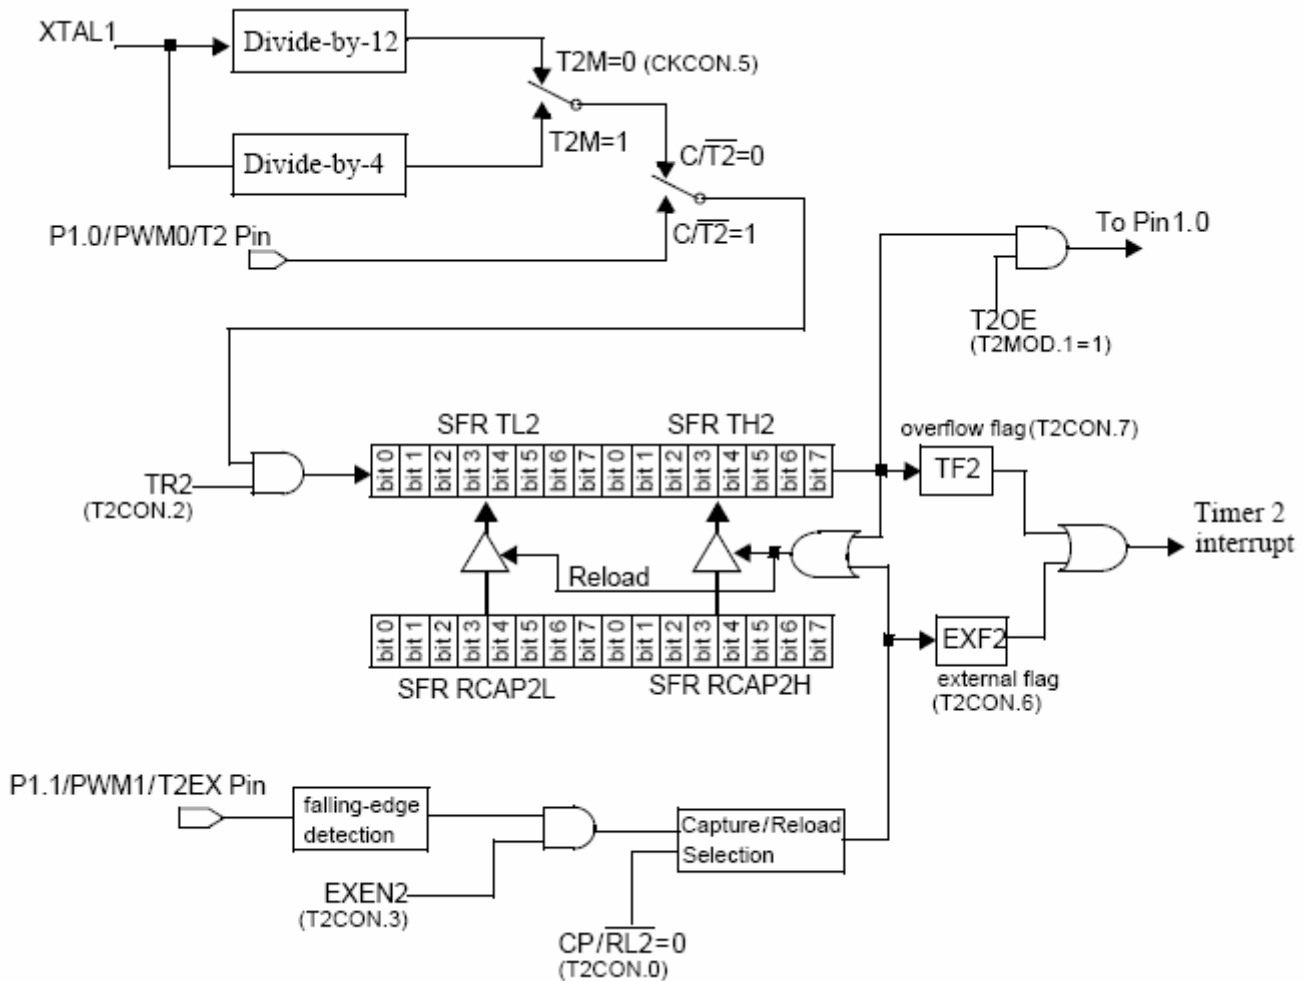 XTAL1
Divide-by-12
T2M=0 (CKCON.5)
T2M=1
Divide-by-4
C/T2=0
P1.0/PWM0/T2 Pin
C/T2=1
To Pin1.0
T2OE
(T2MOD.1=1)
SFR TL2
SFR TH2
overflow flag(T2CON.7)
bit 0 bit 1 bit 2 bit 3 bit 4 bit 5 bit 6 bit 7 bit 0 bit 1 bit 2 bit 3 bit 4 bit 5 bit 6 bit 7
TF2
TR2
(T2CON.2)
Timer 2
interrupt
Reload
bit 0 bit 1 bit 2 bit 3 bit 4 bit 5 bit 6 bit 7 bit 0 bit 1 bit 2 bit 3 bit 4 bit 5 bit 6 bit 7
EXF2
SFR RCAP2L
SFR RCAP2H
external flag
(T2CON.6)
P1.1/PWM1/T2EX Pin
falling-edge
detection
Capture/Reload
Selection
EXEN2
(T2CON.3)
CP/RL2=0
(T2CON.0)